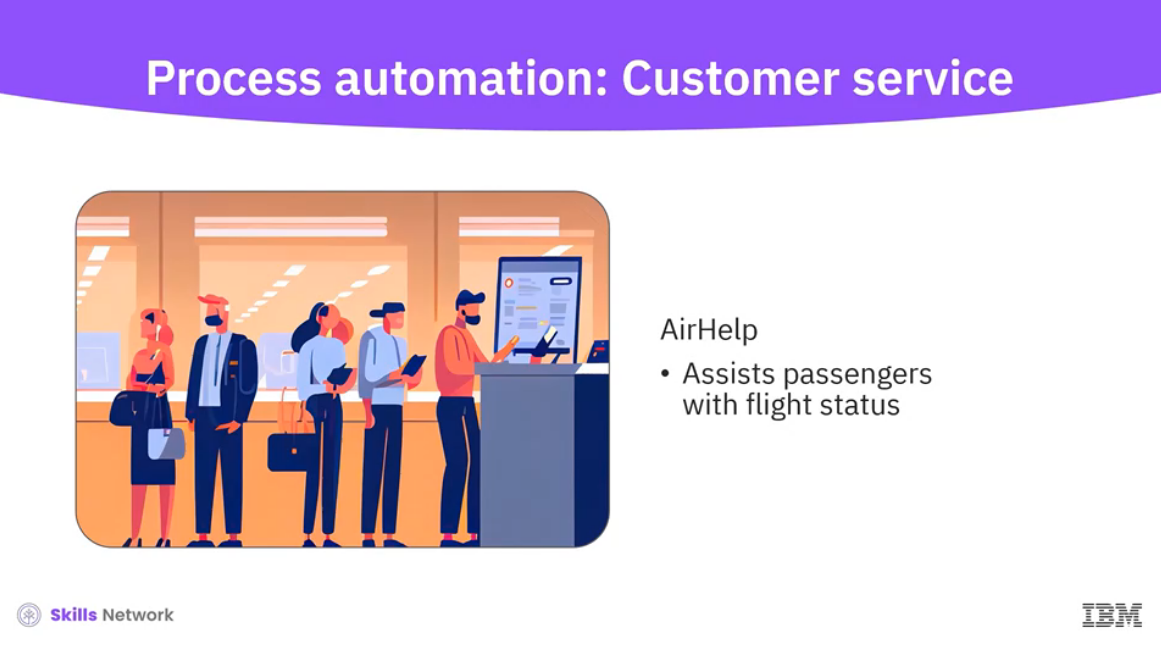 Process automation: Customer service
AirHelp
• Assists passengers
with flight status
Skills Network
IBM